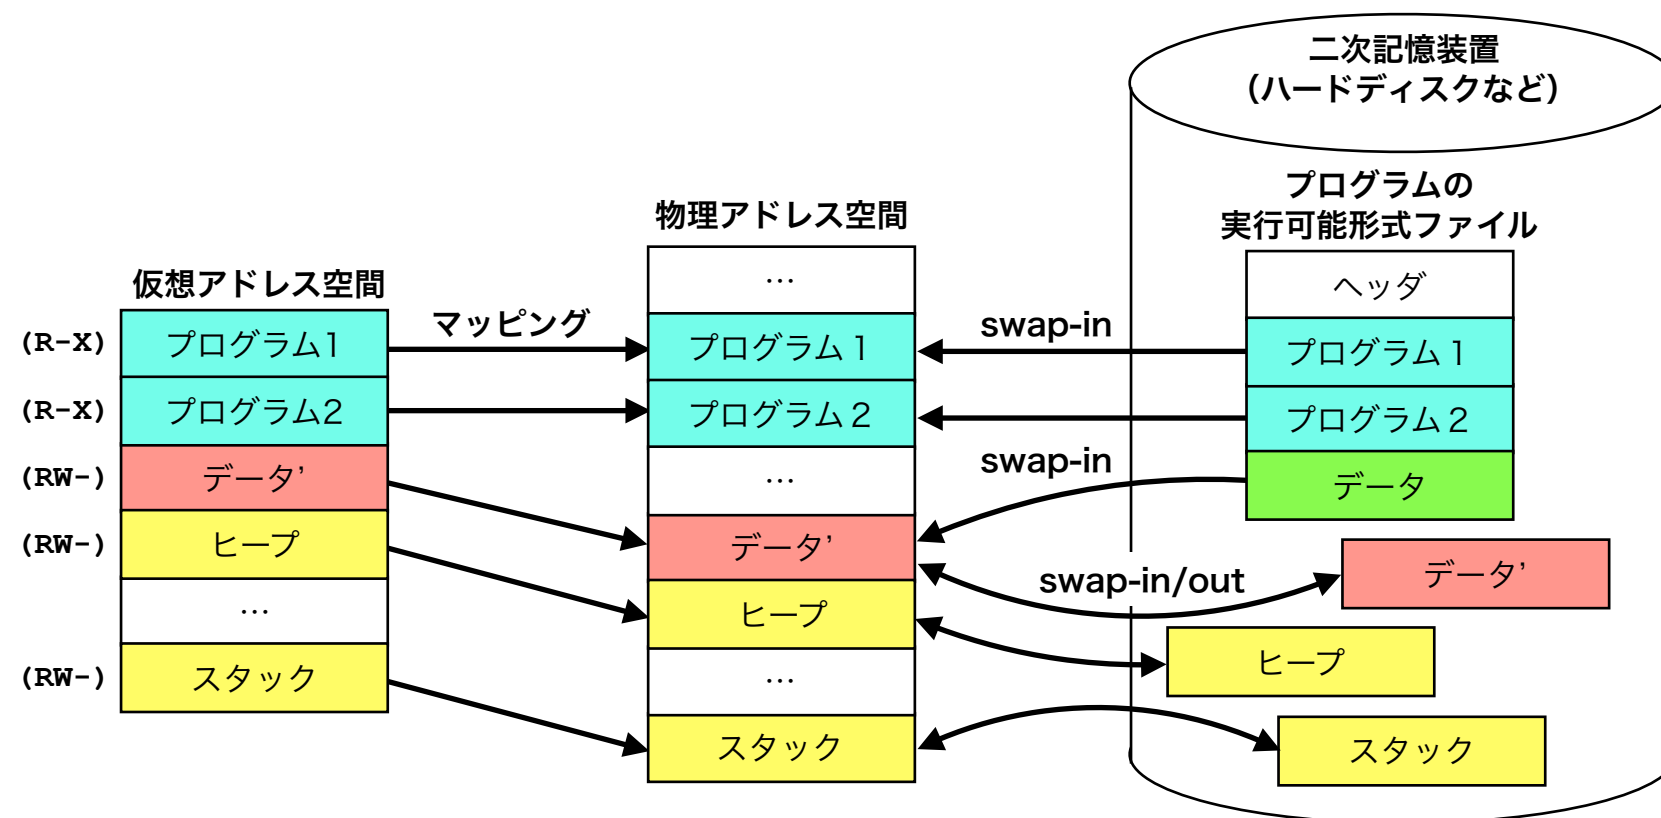 二次記憶装置
（ハードディスクなど）
プログラムの
実行可能形式ファイル
ヘッダ
プログラム１
プログラム２
データ
データ’
ヒープ
スタック
物理アドレス空間
…
プログラム１
プログラム２
…
データ’
ヒープ
…
スタック
仮想アドレス空間
(R-X) プログラム1
(R-X) プログラム2
(RW-) データ’
(RW-) ヒープ
…
(RW-) スタック
マッピング
swap-in
swap-in
swap-in/out